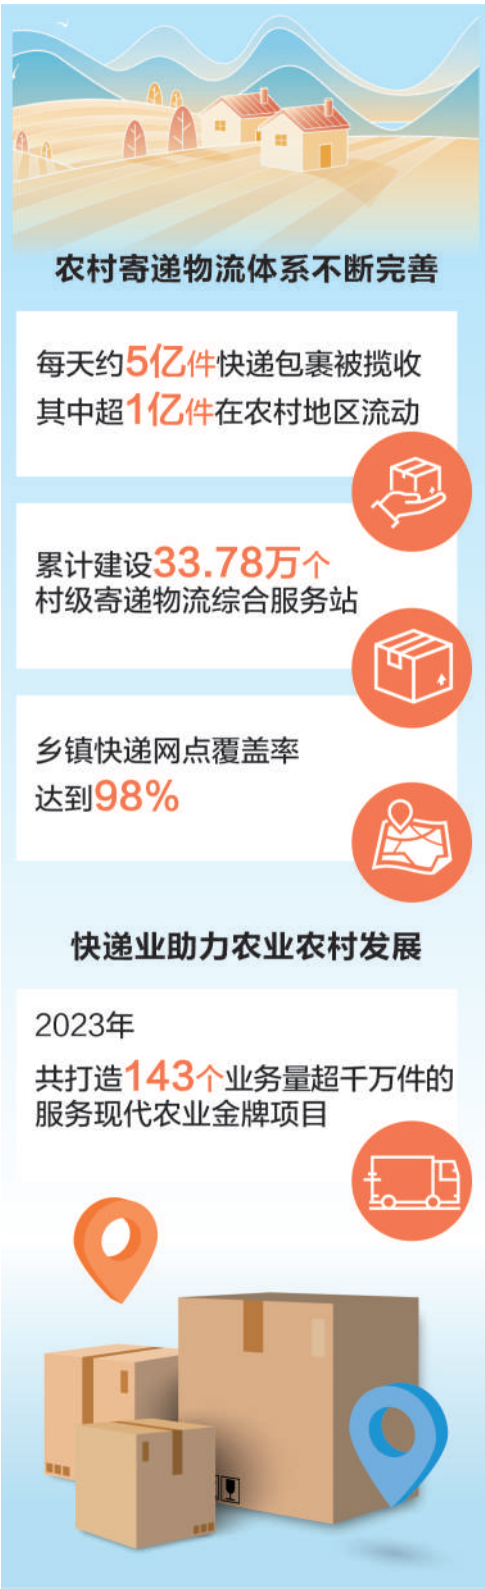 农村寄递物流体系不断完善
每天约5亿件快递包裹被揽收
其中超1亿件在农村地区流动
累计建设33.78万个
村级寄递物流综合服务站
乡镇快递网点覆盖率
达到98%
快递业助力农业农村发展
2023年
共打造143个业务量超千万件的
服务现代农业金牌项目